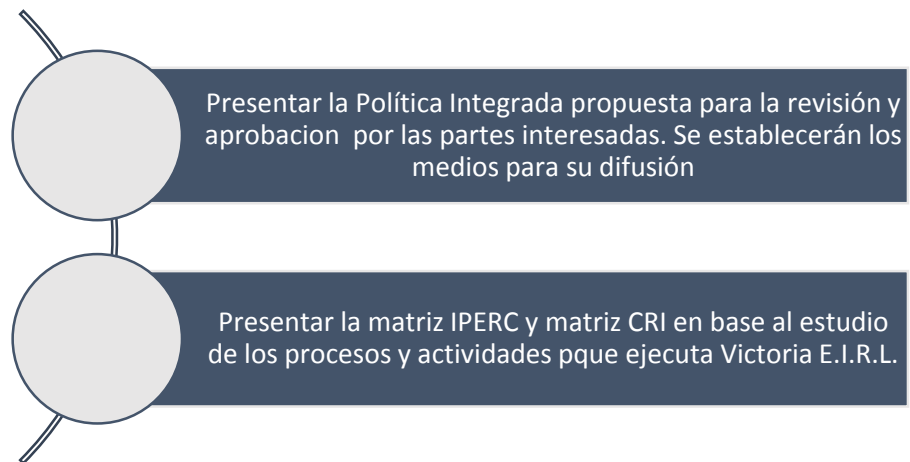 Presentar la Política Integrada propuesta para la revisión y
aprobacion por las partes interesadas. Se establecerán los
medios para su difusión
Presentar la matriz IPERC y matriz CRI en base al estudio
de los procesos y actividades pque ejecuta Victoria E.I.R.L.